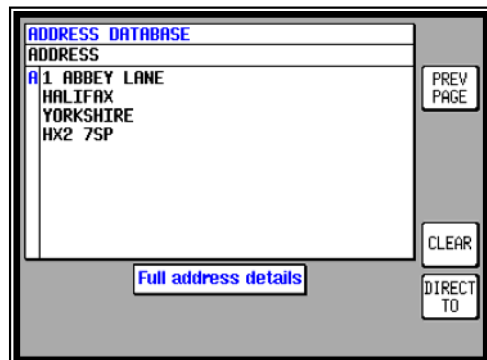 ADDRESS DATABASE
ADDRESS
A 1 ABBEY LANE
HALIFAX
YORKSHIRE
HX2 7SP
PREV
PAGE
CLEAR
Full address details
DIRECT
TO